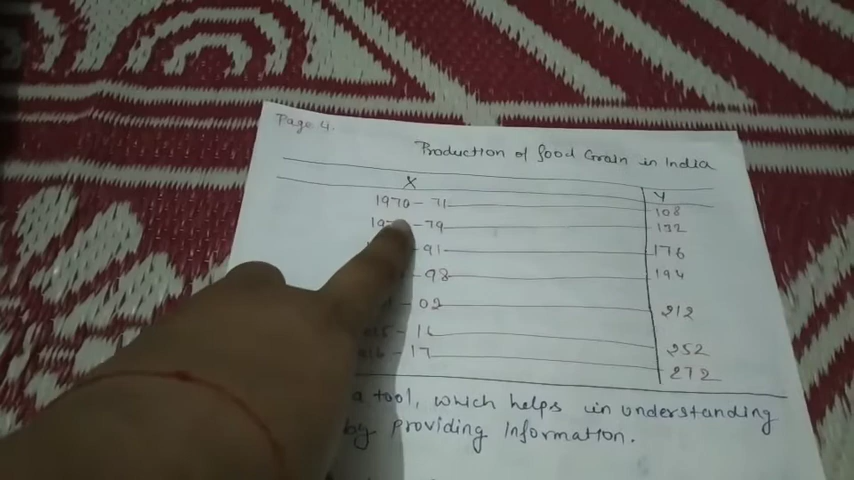 Page 4.
Production of food Grain in India
X Y
1970 - 71 108
- 79 132
- 91 176
- 98 194
- 02 212
- 16 252
- 17 272
a tool, which helps in understanding
by providing Information.